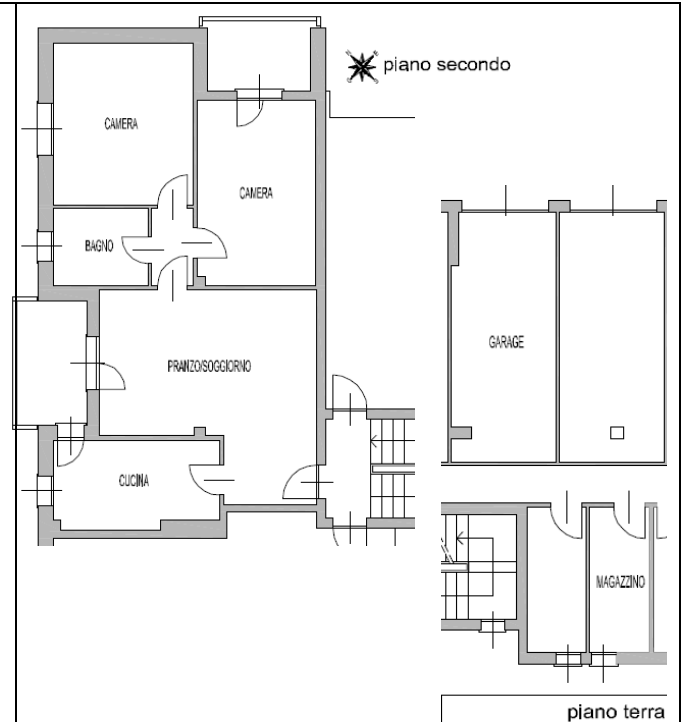 piano secondo
CAMERA
CAMERA
BAGNO
PRANZO/SOGGIORNO
CUCINA
GARAGE
MAGAZZINO
piano terra